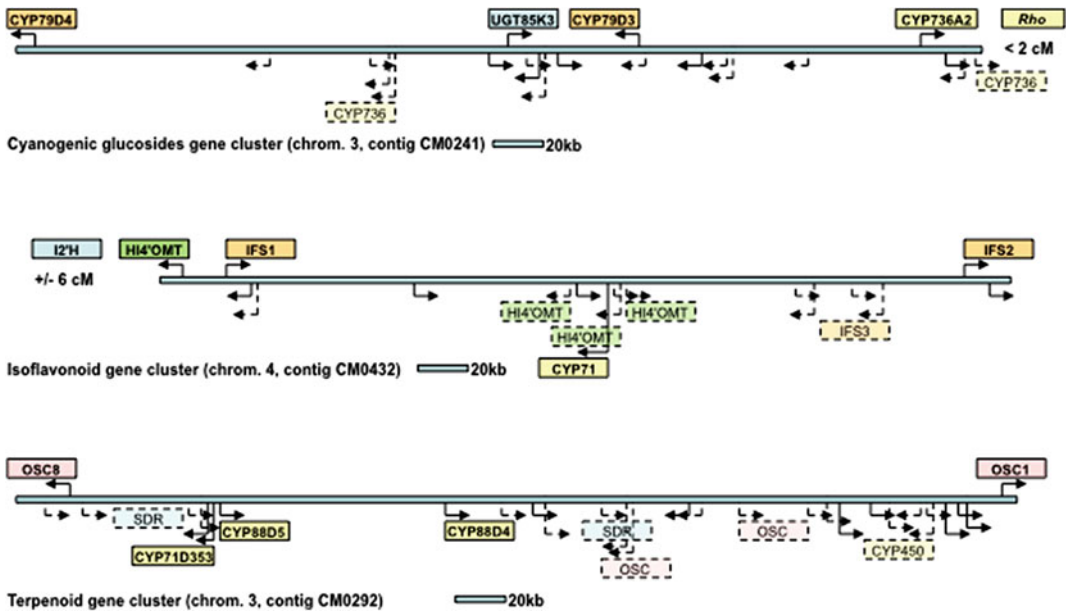 CYP79D4 UGT85K3 CYP79D3 CYP736A2 Rho
< 2 cM
CYP736
CYP736
Cyanogenic glucosides gene cluster (chrom. 3, contig CM0241) 20kb
I2'H HI4'OMT IFS1 IFS2
+/- 6 cM
HI4'OMT HI4'OMT
HI4'OMT IFS3
CYP71
Isoflavonoid gene cluster (chrom. 4, contig CM0432) 20kb
OSC8 OSC1
SDR CYP88D5 CYP88D4 SDR OSC
CYP71D353 CYP450
OSC
Terpenoid gene cluster (chrom. 3, contig CM0292) 20kb